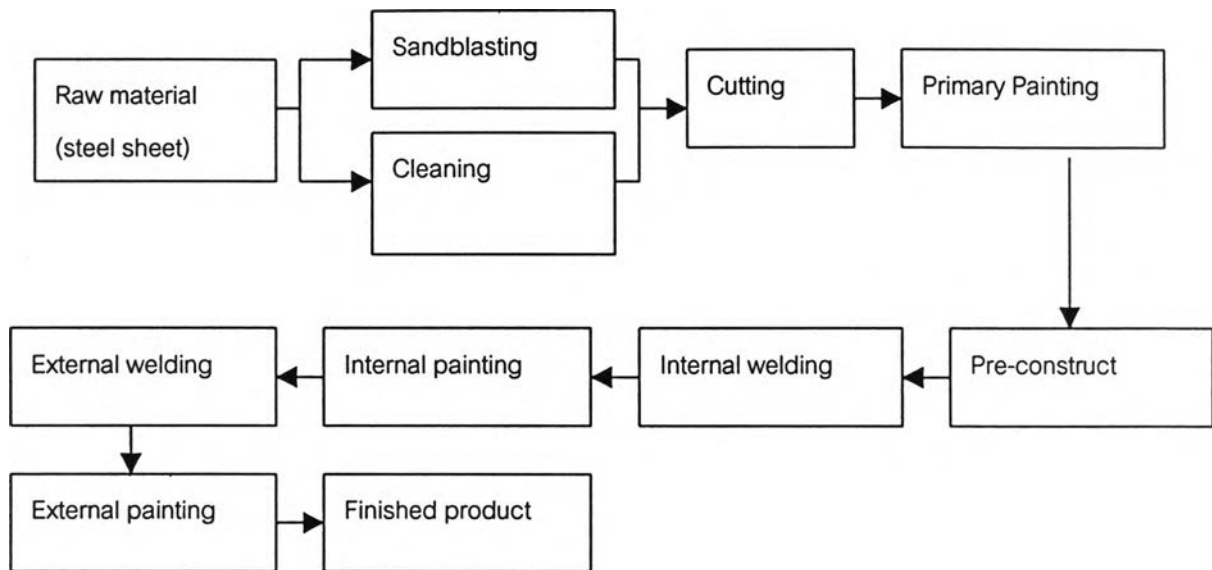 Raw material
(steel sheet)
Sandblasting
Cleaning
Cutting
Primary Painting
Pre-construct
Internal welding
Internal painting
External welding
External painting
Finished product